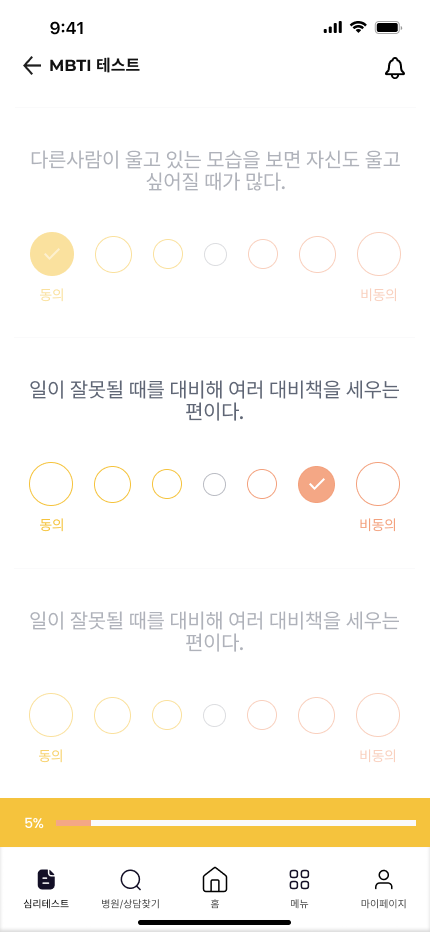 9:41
MBTI 테스트
다른사람이 울고 있는 모습을 보면 자신도 울고
싶어질 때가 많다.
동의
비동의
일이 잘못될 때를 대비해 여러 대비책을 세우는
편이다.
동의
비동의
일이 잘못될 때를 대비해 여러 대비책을 세우는
편이다.
동의
비동의
5%
심리테스트
병원/상담찾기
홈
메뉴
마이페이지